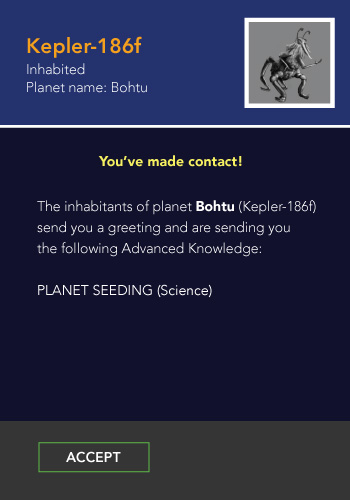 Kepler-186f
Inhabited
Planet name: Bohtu
You've made contact!
The inhabitants of planet Bohtu (Kepler-186f)
send you a greeting and are sending you
the following Advanced Knowledge:
PLANET SEEDING (Science)
ACCEPT